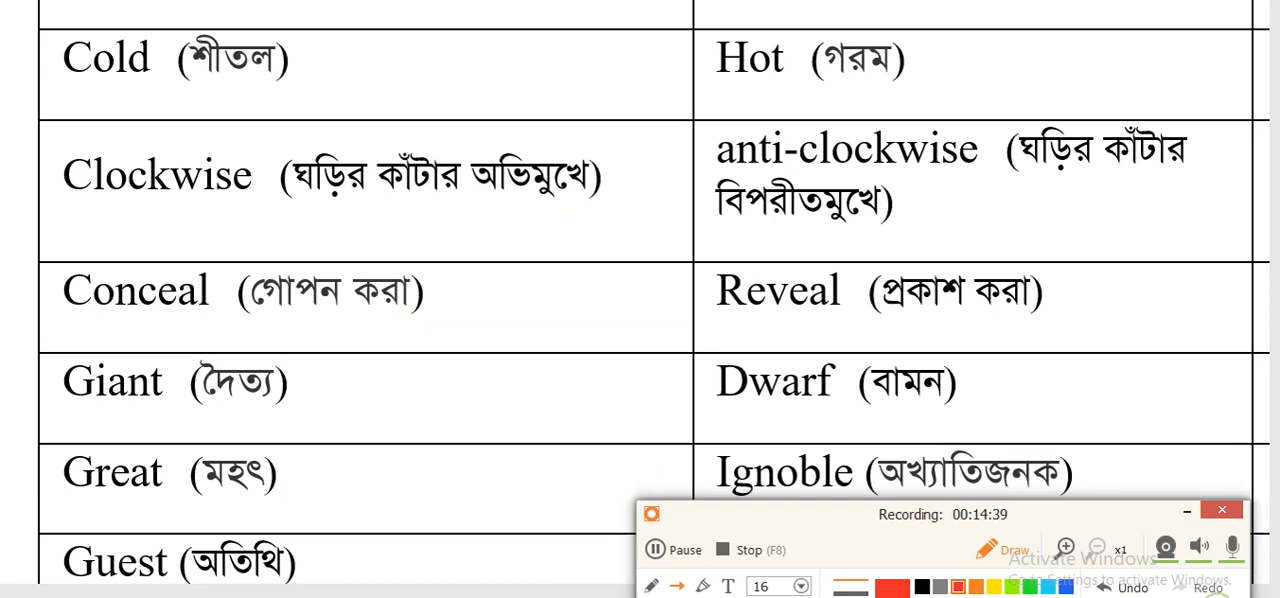 Cold (শীতল)
Hot (গরম)
Clockwise (ঘড়ির কাঁটার অভিমুখে)
anti-clockwise (ঘড়ির কাঁটার
বিপরীতমুখে)
Conceal (গোপন করা)
Reveal (প্রকাশ করা)
Giant (দৈত্য)
Dwarf (বামন)
Great (মহৎ)
Ignoble (অখ্যাতিজনক)
Guest (অতিথি)
Recording: 00:14:39
Pause Stop (F8) Draw x1
Activate Windows
Go to Settings to activate Windows.
T 16 Undo Redo